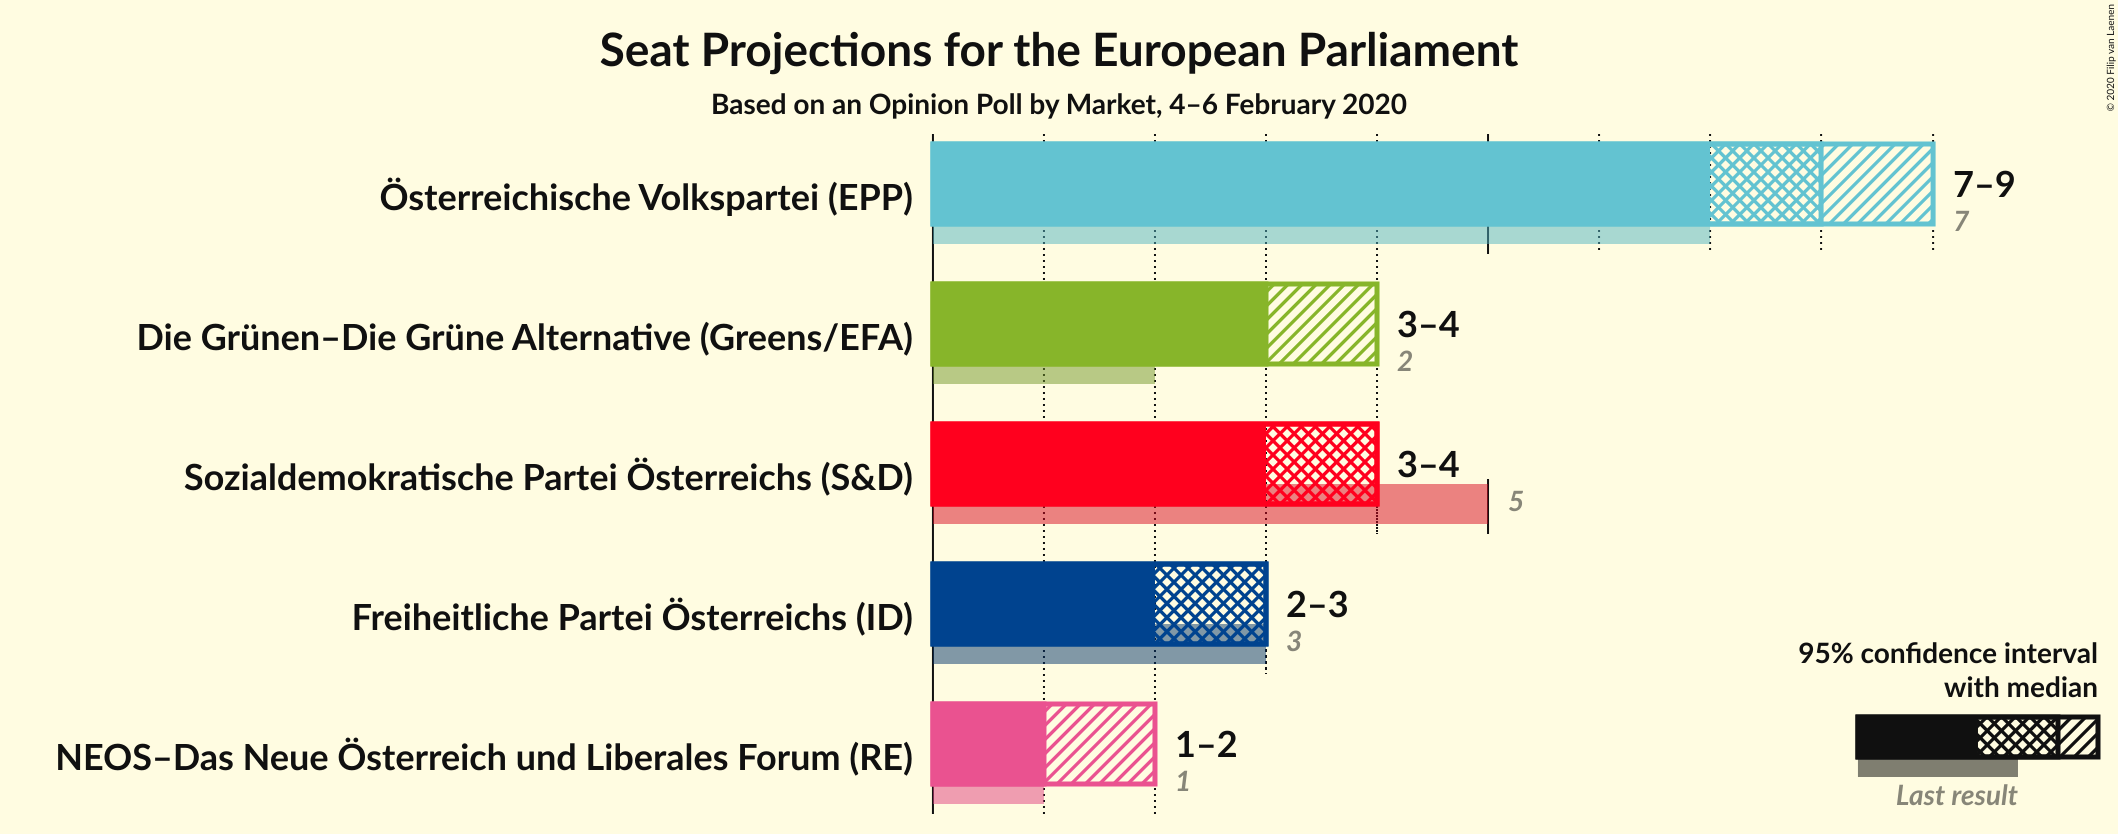 Seat Projections for the European Parliament
Based on an Opinion Poll by Market, 4–6 February 2020
© 2020 Filip van Laenen
Österreichische Volkspartei (EPP)
7–9
7
Die Grünen–Die Grüne Alternative (Greens/EFA)
3–4
2
Sozialdemokratische Partei Österreichs (S&D)
3–4
5
Freiheitliche Partei Österreichs (ID)
2–3
3
NEOS–Das Neue Österreich und Liberales Forum (RE)
1–2
1
95% confidence interval
with median
Last result